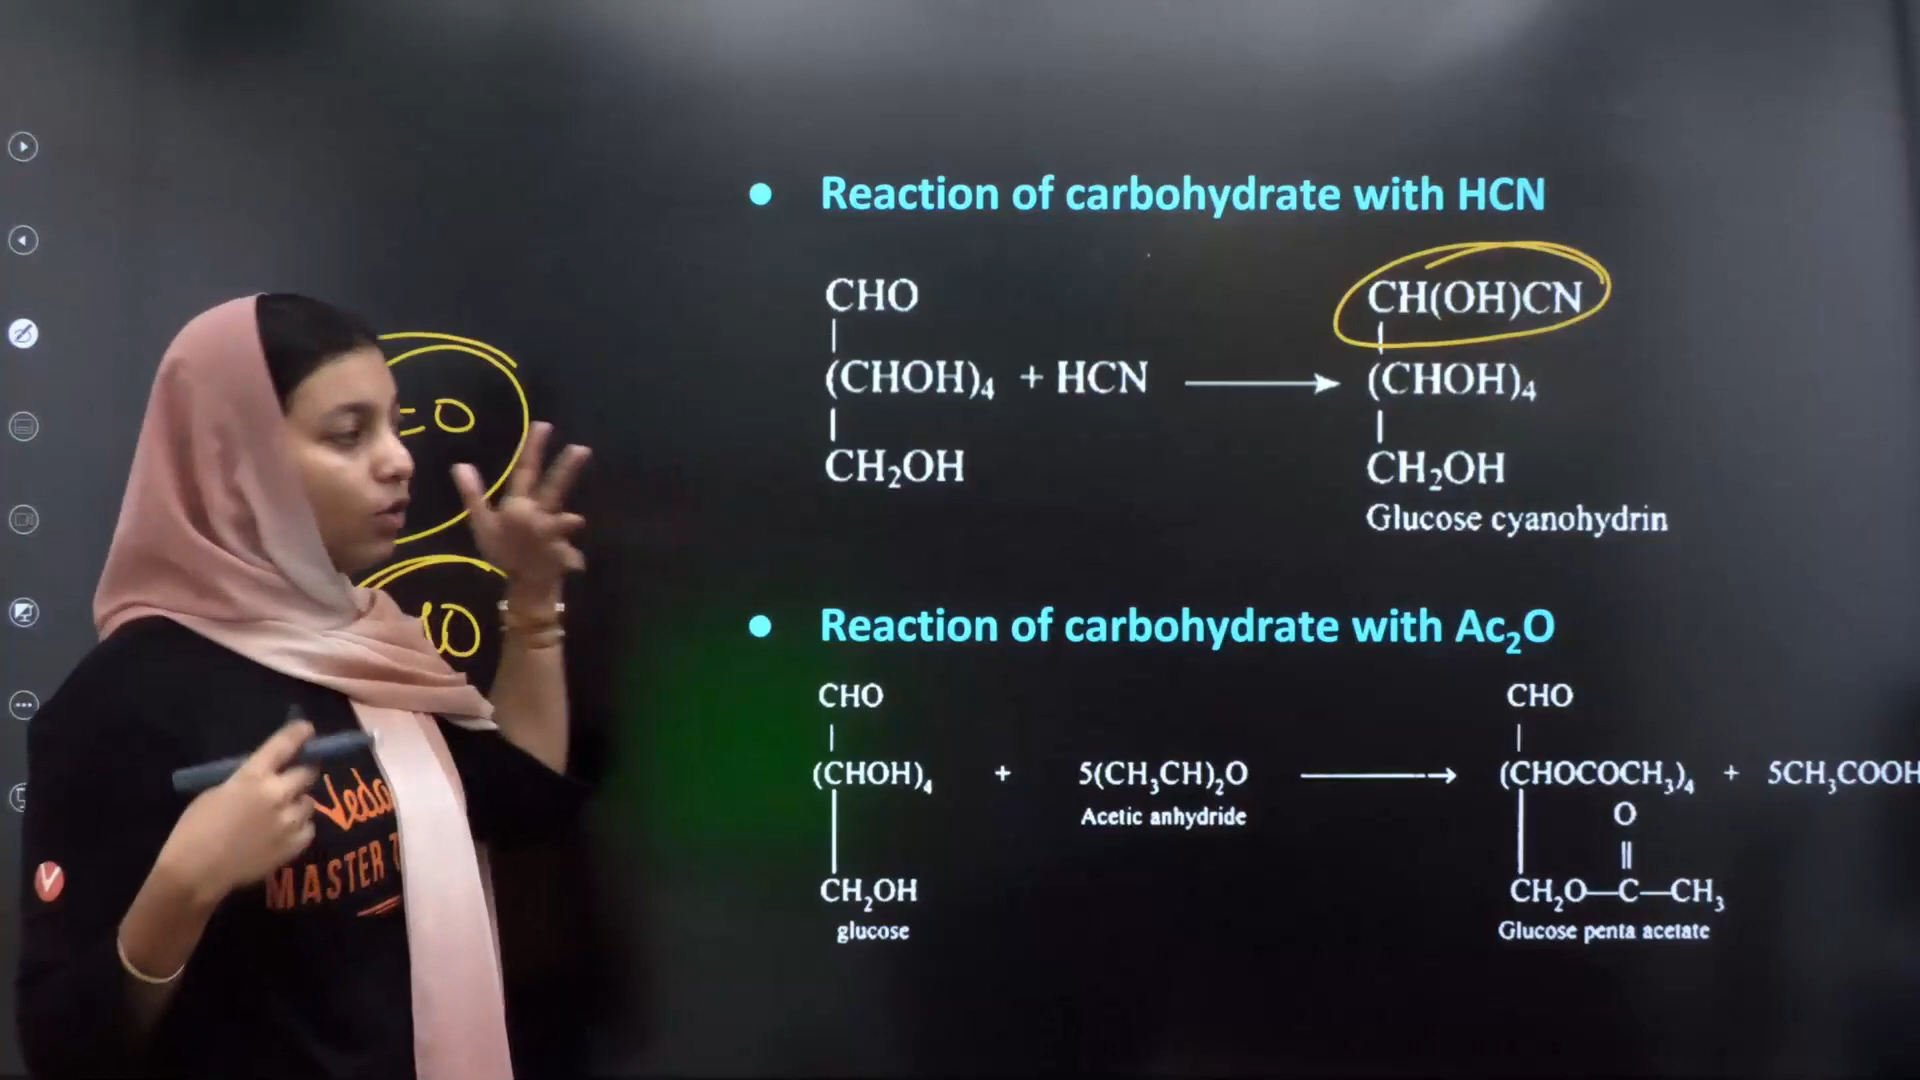 ● Reaction of carbohydrate with HCN
CHO
(CHOH)₄ + HCN ⟶ CH(OH)CN
(CHOH)₄
CH₂OH
CH₂OH
Glucose cyanohydrin
=O
● Reaction of carbohydrate with Ac₂O
CHO
CHO
(CHOH)₄ + 5(CH₃CH)₂O ⟶ (CHOCOCH₃)₄ + 5CH₃COOH
Acetic anhydride
O
CH₂OH
CH₂O—C—CH₃
glucose
Glucose penta acetate
MASTER